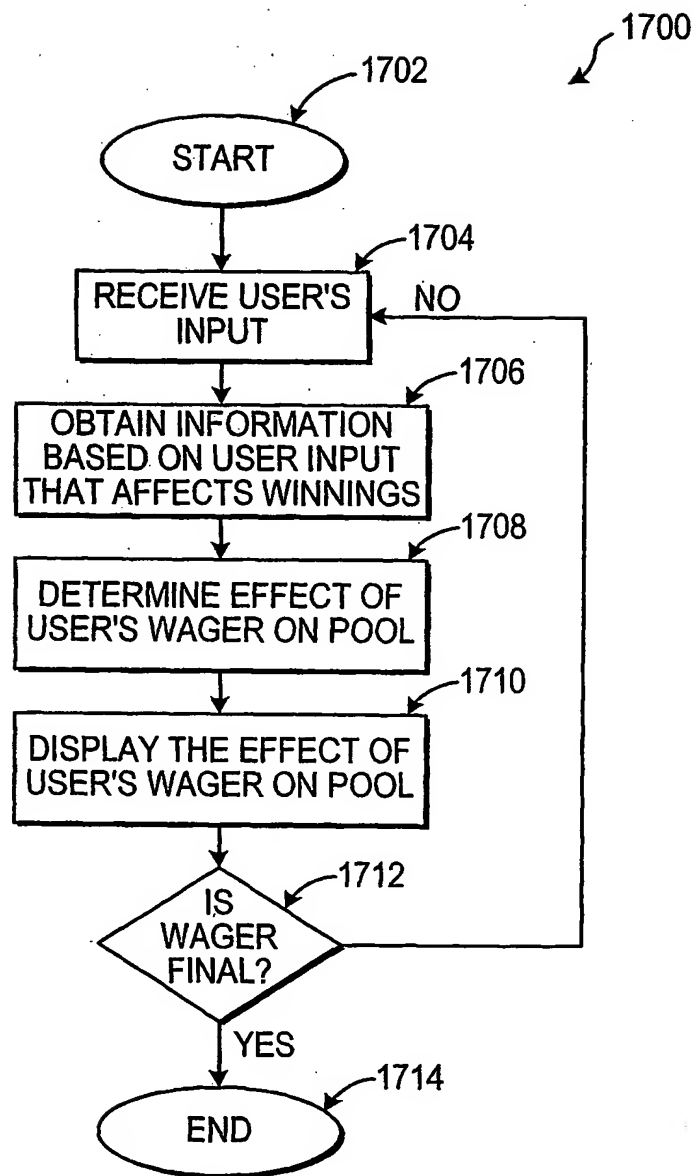 1700
1702
START
1704
RECEIVE USER'S
INPUT
NO
1706
OBTAIN INFORMATION
BASED ON USER INPUT
THAT AFFECTS WINNINGS
1708
DETERMINE EFFECT OF
USER'S WAGER ON POOL
1710
DISPLAY THE EFFECT OF
USER'S WAGER ON POOL
1712
IS
WAGER
FINAL?
YES
1714
END